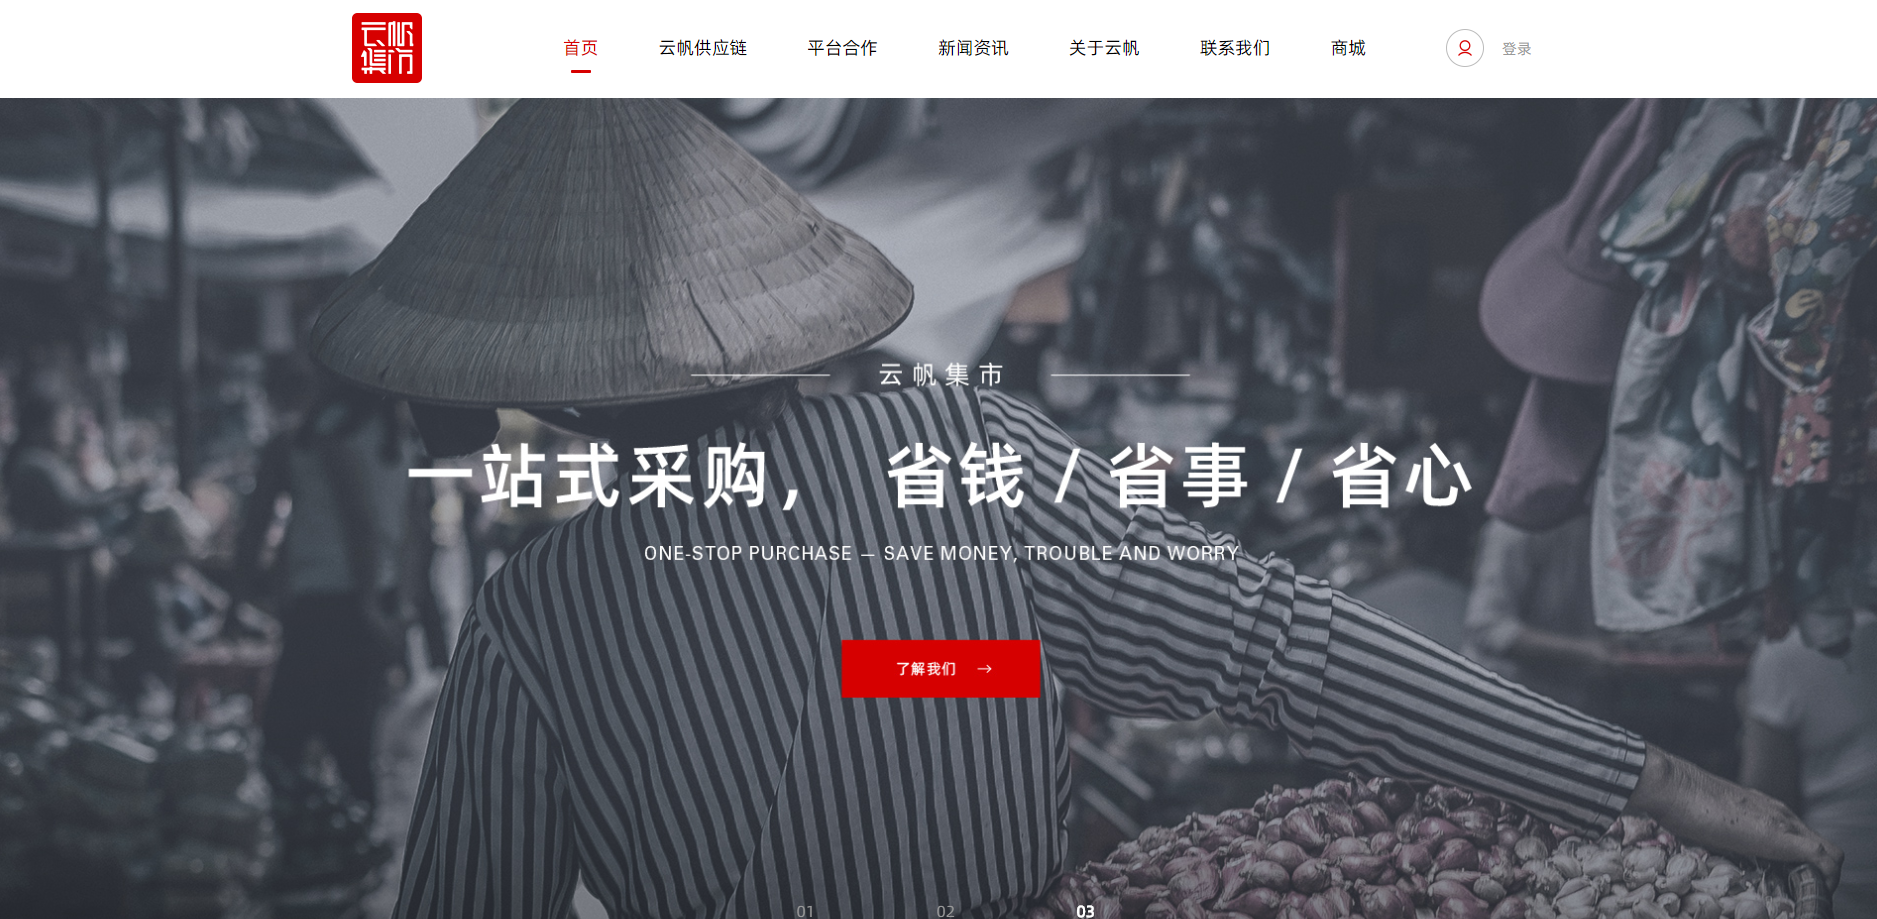 云帆集市
首页 云帆供应链 平台合作 新闻资讯 关于云帆 联系我们 商城 登录
云帆集市
一站式采购， 省钱 / 省事 / 省心
ONE-STOP PURCHASE — SAVE MONEY, TROUBLE AND WORRY
了解我们 →
01 02 03